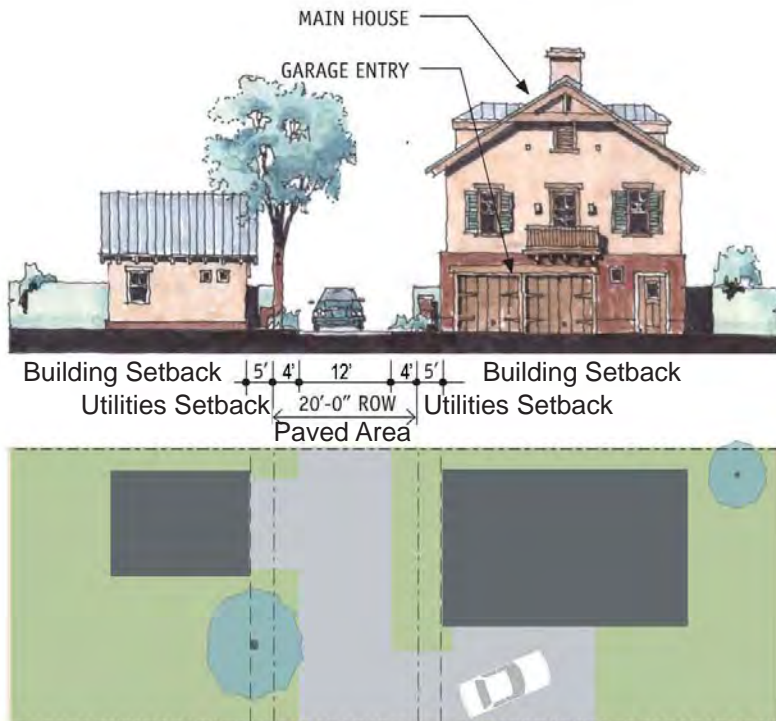 MAIN HOUSE
GARAGE ENTRY
Building Setback 5' 4' 12' 4' 5' Building Setback
Utilities Setback 20'-0" ROW Utilities Setback
Paved Area